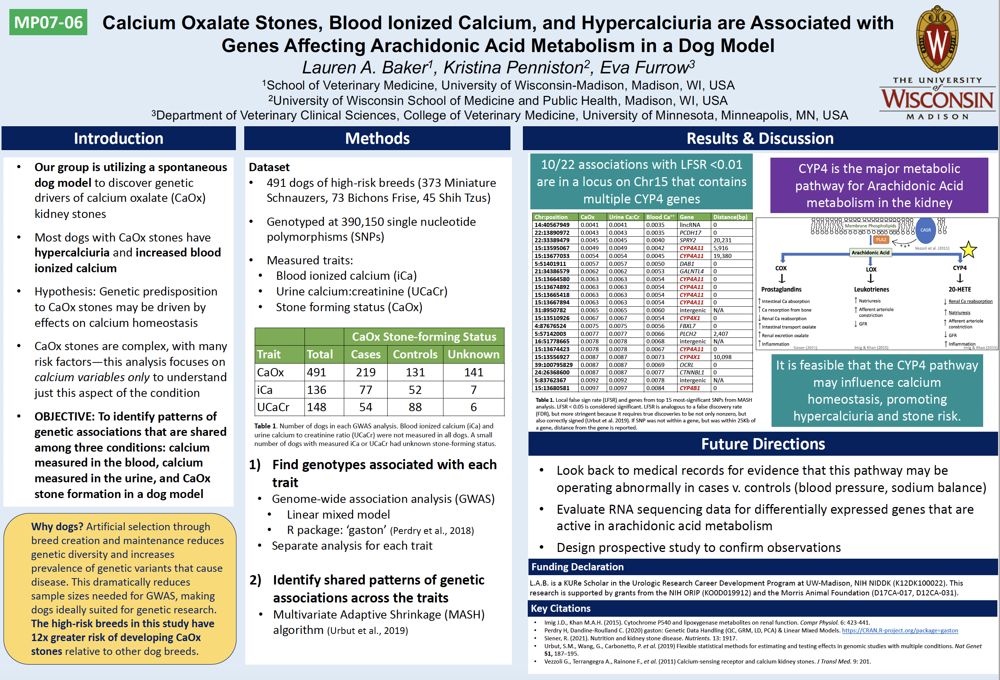 MP07-06
Calcium Oxalate Stones, Blood Ionized Calcium, and Hypercalciuria are Associated with
Genes Affecting Arachidonic Acid Metabolism in a Dog Model
Lauren A. Baker1, Kristina Penniston2, Eva Furrow3
1School of Veterinary Medicine, University of Wisconsin-Madison, Madison, WI, USA
2University of Wisconsin School of Medicine and Public Health, Madison, WI, USA
3Department of Veterinary Clinical Sciences, College of Veterinary Medicine, University of Minnesota, Minneapolis, MN, USA
W
THE UNIVERSITY
of
WISCONSIN
MADISON
Introduction
• Our group is utilizing a spontaneous
dog model to discover genetic
drivers of calcium oxalate (CaOx)
kidney stones
• Most dogs with CaOx stones have
hypercalciuria and increased blood
ionized calcium
• Hypothesis: Genetic predisposition
to CaOx stones may be driven by
effects on calcium homeostasis
• CaOx stones are complex, with many
risk factors—this analysis focuses on
calcium variables only to understand
just this aspect of the condition
• OBJECTIVE: To identify patterns of
genetic associations that are shared
among three conditions: calcium
measured in the blood, calcium
measured in the urine, and CaOx
stone formation in a dog model
Why dogs? Artificial selection through
breed creation and maintenance reduces
genetic diversity and increases
prevalence of genetic variants that cause
disease. This dramatically reduces
sample sizes needed for GWAS, making
dogs ideally suited for genetic research.
The high-risk breeds in this study have
12x greater risk of developing CaOx
stones relative to other dog breeds.
Methods
Dataset
• 491 dogs of high-risk breeds (373 Miniature
Schnauzers, 73 Bichons Frise, 45 Shih Tzus)
• Genotyped at 390,150 single nucleotide
polymorphisms (SNPs)
• Measured traits:
• Blood ionized calcium (iCa)
• Urine calcium:creatinine (UCaCr)
• Stone forming status (CaOx)
CaOx Stone-forming Status
Trait Total Cases Controls Unknown
CaOx 491 219 131 141
iCa 136 77 52 7
UCaCr 148 54 88 6
Table 1. Number of dogs in each GWAS analysis. Blood ionized calcium (iCa) and
urine calcium to creatinine ratio (UCaCr) were not measured in all dogs. A small
number of dogs with measured iCa or UCaCr had unknown stone-forming status.
1) Find genotypes associated with each
trait
• Genome-wide association analysis (GWAS)
• Linear mixed model
• R package: ‘gaston’ (Perdry et al., 2018)
• Separate analysis for each trait
2) Identify shared patterns of genetic
associations across the traits
• Multivariate Adaptive Shrinkage (MASH)
algorithm (Urbut et al., 2019)
Results & Discussion
10/22 associations with LFSR <0.01
are in a locus on Chr15 that contains
multiple CYP4 genes
Chr:position CaOx Urine Ca:Cr Blood Ca++ Gene Distance(bp)
14:40567949 0.0041 0.0041 0.0035 lincRNA 0
22:13890972 0.0043 0.0043 0.0035 PCDH17 0
22:33389479 0.0045 0.0045 0.0040 SPRY2 20,231
15:13595067 0.0049 0.0049 0.0042 CYP4A11 5,916
15:13677033 0.0054 0.0054 0.0045 CYP4A11 19,380
5:51401911 0.0057 0.0057 0.0050 DAB1 0
21:34386579 0.0062 0.0062 0.0053 GALNTL4 0
15:13664580 0.0063 0.0063 0.0054 CYP4A11 0
15:13674892 0.0063 0.0063 0.0054 CYP4A11 0
15:13665418 0.0063 0.0063 0.0054 CYP4A11 0
15:13667894 0.0063 0.0063 0.0054 CYP4A11 0
31:8950782 0.0065 0.0065 0.0060 intergenic N/A
15:13510926 0.0067 0.0067 0.0054 CYP4X1 0
4:87676524 0.0075 0.0075 0.0056 FBXL7 0
5:57142003 0.0077 0.0077 0.0066 PLCH2 2,407
16:51778665 0.0078 0.0078 0.0068 intergenic N/A
15:13674423 0.0078 0.0078 0.0067 CYP4A11 0
15:13556927 0.0087 0.0087 0.0073 CYP4X1 10,098
39:100795829 0.0087 0.0087 0.0069 OCRL 0
24:26368600 0.0087 0.0087 0.0077 CTNNBL1 0
5:83762367 0.0092 0.0092 0.0078 intergenic N/A
15:13680581 0.0097 0.0097 0.0084 CYP4B1 0
Table 1. Local false sign rate (LFSR) and genes from top 15 most-significant SNPs from MASH
analysis. LFSR < 0.05 is considered significant. LFSR is analogous to a false discovery rate
(FDR), but more stringent because it requires true discoveries to be not only nonzero, but
also correctly signed (Urbut et al. 2019). If SNP was not within a gene, but was within 25Kb of
a gene, distance from the gene is reported.
CYP4 is the major metabolic
pathway for Arachidonic Acid
metabolism in the kidney
Membrane Phospholipids
CASR
PLA2
+ + +
Vezzoli et al. (2011)
Arachidonic Acid
COX
Prostaglandins
↑ Intestinal Ca absorption
↑ Ca resorption from bone
↓ Renal Ca reabsorption
↑ Intestinal transport oxalate
↑ Renal excretion oxalate
↑ Inflammation
Siener (2021)
LOX
Leukotrienes
↑ Natriuresis
↑ Afferent arteriole
constriction
↓ GFR
Imig & Khan (2015)
CYP4
20-HETE
↓ Renal Ca reabsorption
↑ Natriuresis
↑ Afferent arteriole
constriction
↓ GFR
↑ Inflammation
Imig & Khan (2015)
It is feasible that the CYP4 pathway
may influence calcium
homeostasis, promoting
hypercalciuria and stone risk.
Future Directions
• Look back to medical records for evidence that this pathway may be
operating abnormally in cases v. controls (blood pressure, sodium balance)
• Evaluate RNA sequencing data for differentially expressed genes that are
active in arachidonic acid metabolism
• Design prospective study to confirm observations
Funding Declaration
L.A.B. is a KURe Scholar in the Urologic Research Career Development Program at UW-Madison, NIH NIDDK (K12DK100022). This
research is supported by grants from the NIH ORIP (KO0D019912) and the Morris Animal Foundation (D17CA-017, D12CA-031).
Key Citations
• Imig J.D., Khan M.A.H. (2015). Cytochrome P540 and lipoxygenase metabolites on renal function. Compr Physiol. 6: 423-441.
• Perdry H, Dandine-Roulland C. (2020) gaston: Genetic Data Handling (QC, GRM, LD, PCA) & Linear Mixed Models. https://CRAN.R-project.org/package=gaston
• Siener, R. (2021). Nutrition and kidney stone disease. Nutrients. 13: 1917.
• Urbut, S.M., Wang, G., Carbonetto, P. et al. (2019) Flexible statistical methods for estimating and testing effects in genomic studies with multiple conditions. Nat Genet
51, 187–195.
• Vezzoli G., Terrangegra A., Rainone F., et al. (2011) Calcium-sensing receptor and calcium kidney stones. J Transl Med. 9: 201.